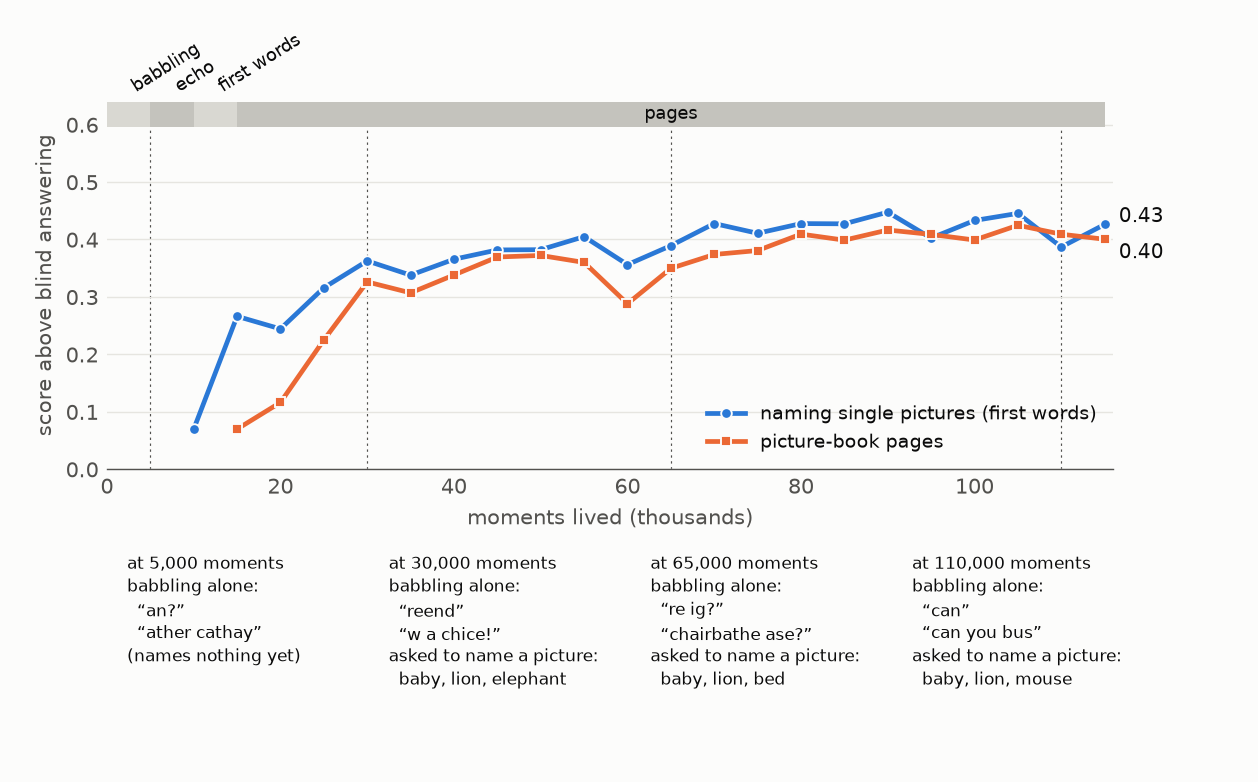 babbling
echo
first words
pages
0.6
0.5
0.4
0.3
0.2
0.1
0.0
score above blind answering
0.43
0.40
naming single pictures (first words)
picture-book pages
0 20 40 60 80 100
moments lived (thousands)
at 5,000 moments
babbling alone:
“an?”
“ather cathay”
(names nothing yet)
at 30,000 moments
babbling alone:
“reend”
“w a chice!”
asked to name a picture:
baby, lion, elephant
at 65,000 moments
babbling alone:
“re ig?”
“chairbathe ase?”
asked to name a picture:
baby, lion, bed
at 110,000 moments
babbling alone:
“can”
“can you bus”
asked to name a picture:
baby, lion, mouse